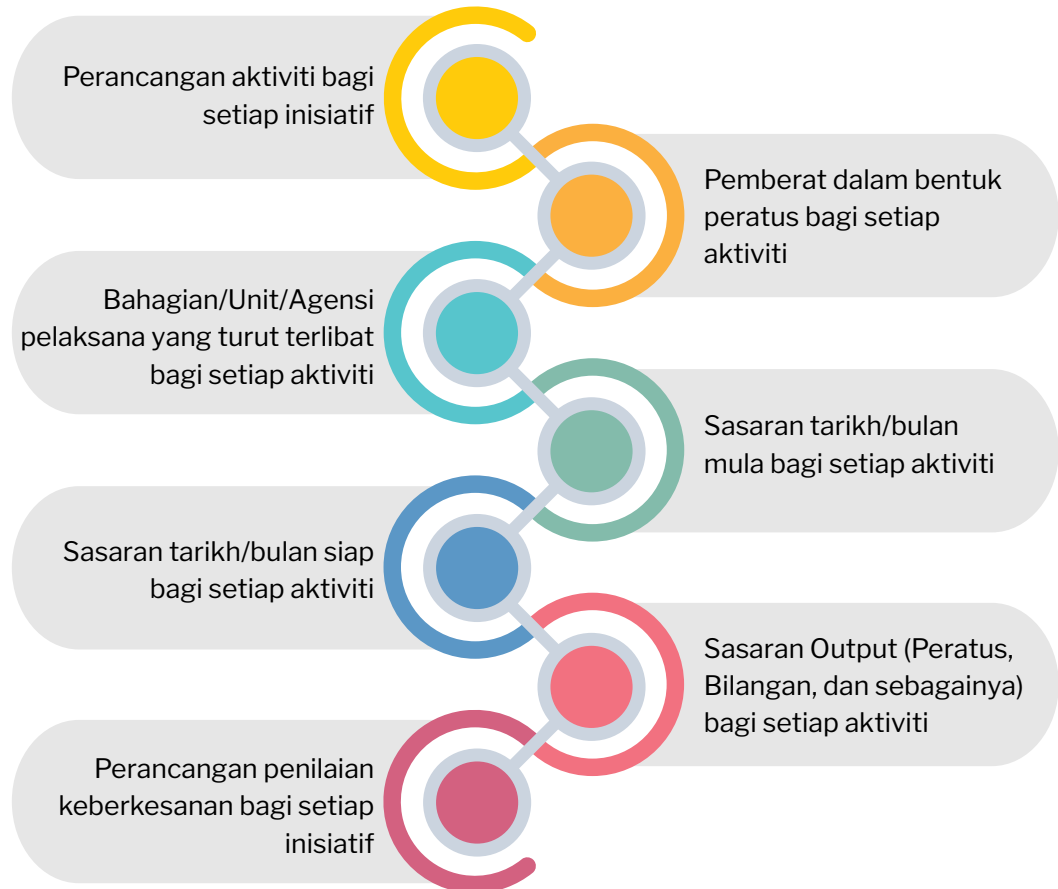 Perancangan aktiviti bagi
setiap inisiatif
Pemberat dalam bentuk
peratus bagi setiap
aktiviti
Bahagian/Unit/Agensi
pelaksana yang turut terlibat
bagi setiap aktiviti
Sasaran tarikh/bulan
mula bagi setiap aktiviti
Sasaran tarikh/bulan siap
bagi setiap aktiviti
Sasaran Output (Peratus,
Bilangan, dan sebagainya)
bagi setiap aktiviti
Perancangan penilaian
keberkesanan bagi setiap
inisiatif